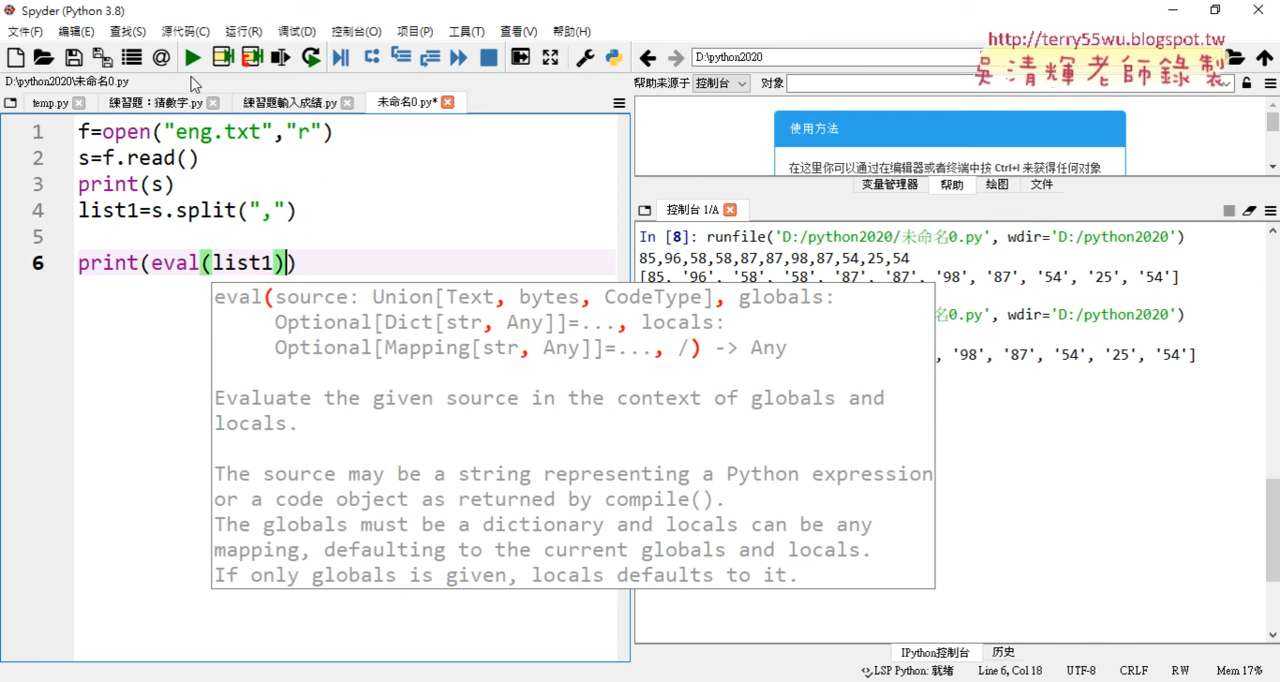 Spyder (Python 3.8)
文件(F) 编辑(E) 查找(S) 源代码(C) 运行(R) 调试(D) 控制台(O) 项目(P) 工具(T) 查看(V) 帮助(H)
http://terry55wu.blogspot.tw
吳清輝老師錄製
D:\python2020
D:\python2020\未命名0.py
帮助来源于 控制台 对象
temp.py 練習題：猜數字.py 練習題輸入成績.py 未命名0.py*
1 f=open("eng.txt","r")
2 s=f.read()
3 print(s)
4 list1=s.split(",")
5
6 print(eval(list1))
eval(source: Union[Text, bytes, CodeType], globals:
Optional[Dict[str, Any]]=..., locals:
Optional[Mapping[str, Any]]=..., /) -> Any
Evaluate the given source in the context of globals and
locals.
The source may be a string representing a Python expression
or a code object as returned by compile().
The globals must be a dictionary and locals can be any
mapping, defaulting to the current globals and locals.
If only globals is given, locals defaults to it.
使用方法
在这里你可以通过在编辑器或者终端中按 Ctrl+I 来获得任何对象
变量管理器 帮助 绘图 文件
控制台 1/A
In [8]: runfile('D:/python2020/未命名0.py', wdir='D:/python2020')
85,96,58,58,87,87,98,87,54,25,54
['85', '96', '58', '58', '87', '87', '98', '87', '54', '25', '54']
名0.py', wdir='D:/python2020')
, '98', '87', '54', '25', '54']
IPython控制台 历史
LSP Python: 就绪 Line 6, Col 18 UTF-8 CRLF RW Mem 17%